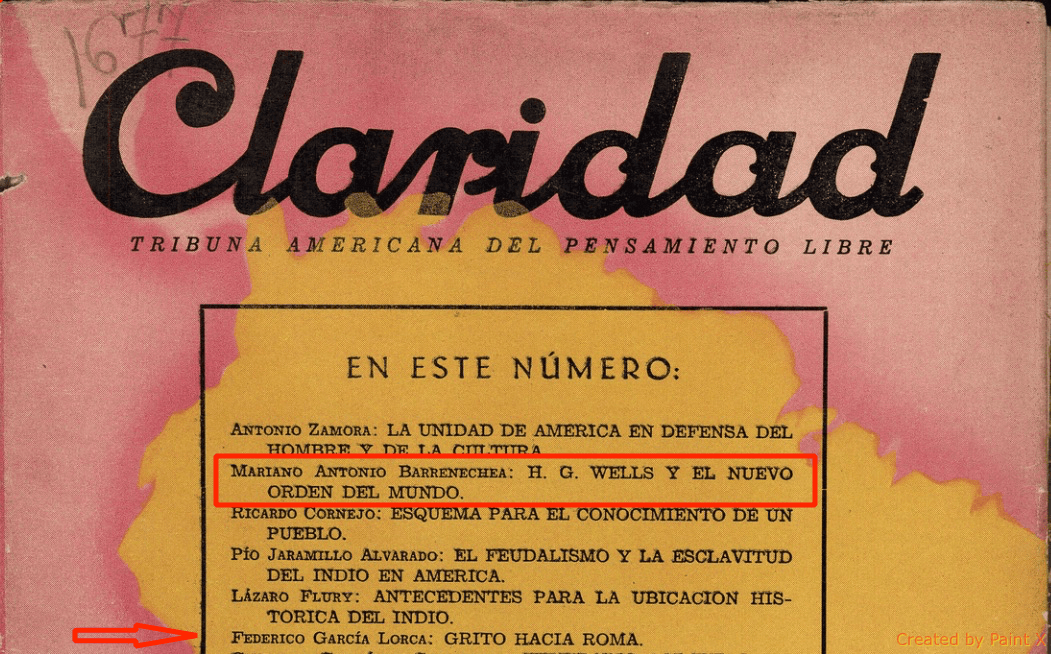 1677
Claridad
TRIBUNA AMERICANA DEL PENSAMIENTO LIBRE
EN ESTE NÚMERO:
ANTONIO ZAMORA: LA UNIDAD DE AMERICA EN DEFENSA DEL
HOMBRE Y DE LA CULTURA.
MARIANO ANTONIO BARRENECHEA: H. G. WELLS Y EL NUEVO
ORDEN DEL MUNDO.
RICARDO CORNEJO: ESQUEMA PARA EL CONOCIMIENTO DE UN
PUEBLO.
PÍO JARAMILLO ALVARADO: EL FEUDALISMO Y LA ESCLAVITUD
DEL INDIO EN AMERICA.
LÁZARO FLURY: ANTECEDENTES PARA LA UBICACION HIS-
TORICA DEL INDIO.
FEDERICO GARCÍA LORCA: GRITO HACIA ROMA.
Created by Paint X